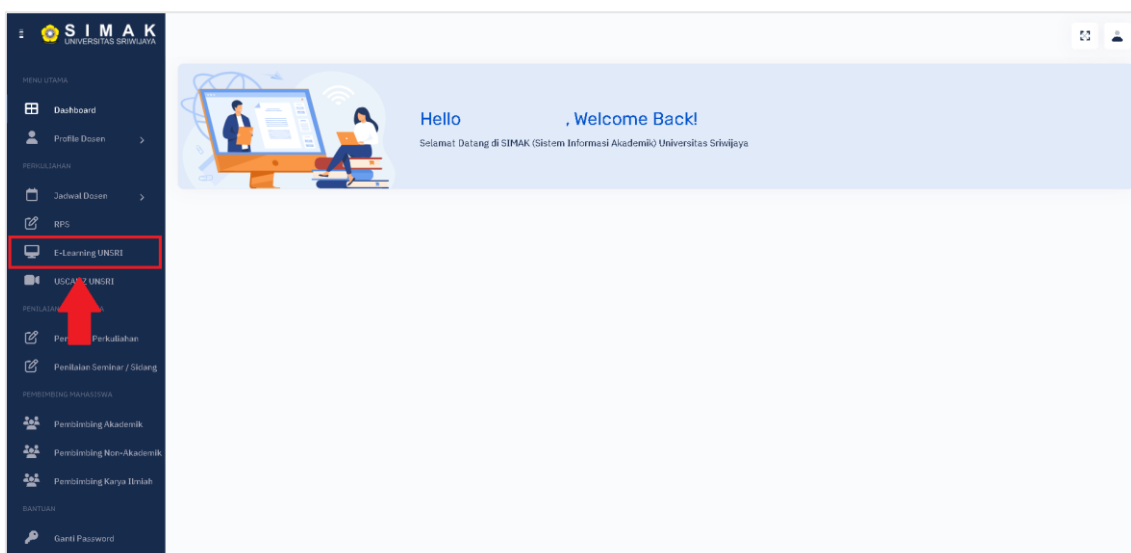 S I M A K
UNIVERSITAS SRIWIJAYA
MENU UTAMA
Dashboard
Profile Dosen
PERKULIAHAN
Jadwal Dosen
RPS
E-Learning UNSRI
UNSRI
Perkuliahan
Penilaian Seminar / Sidang
PEMBIMBING MAHASISWA
Pembimbing Akademik
Pembimbing Non-Akademik
Pembimbing Karya Ilmiah
BANTUAN
Ganti Password
Hello , Welcome Back!
Selamat Datang di SIMAK (Sistem Informasi Akademik) Universitas Sriwijaya